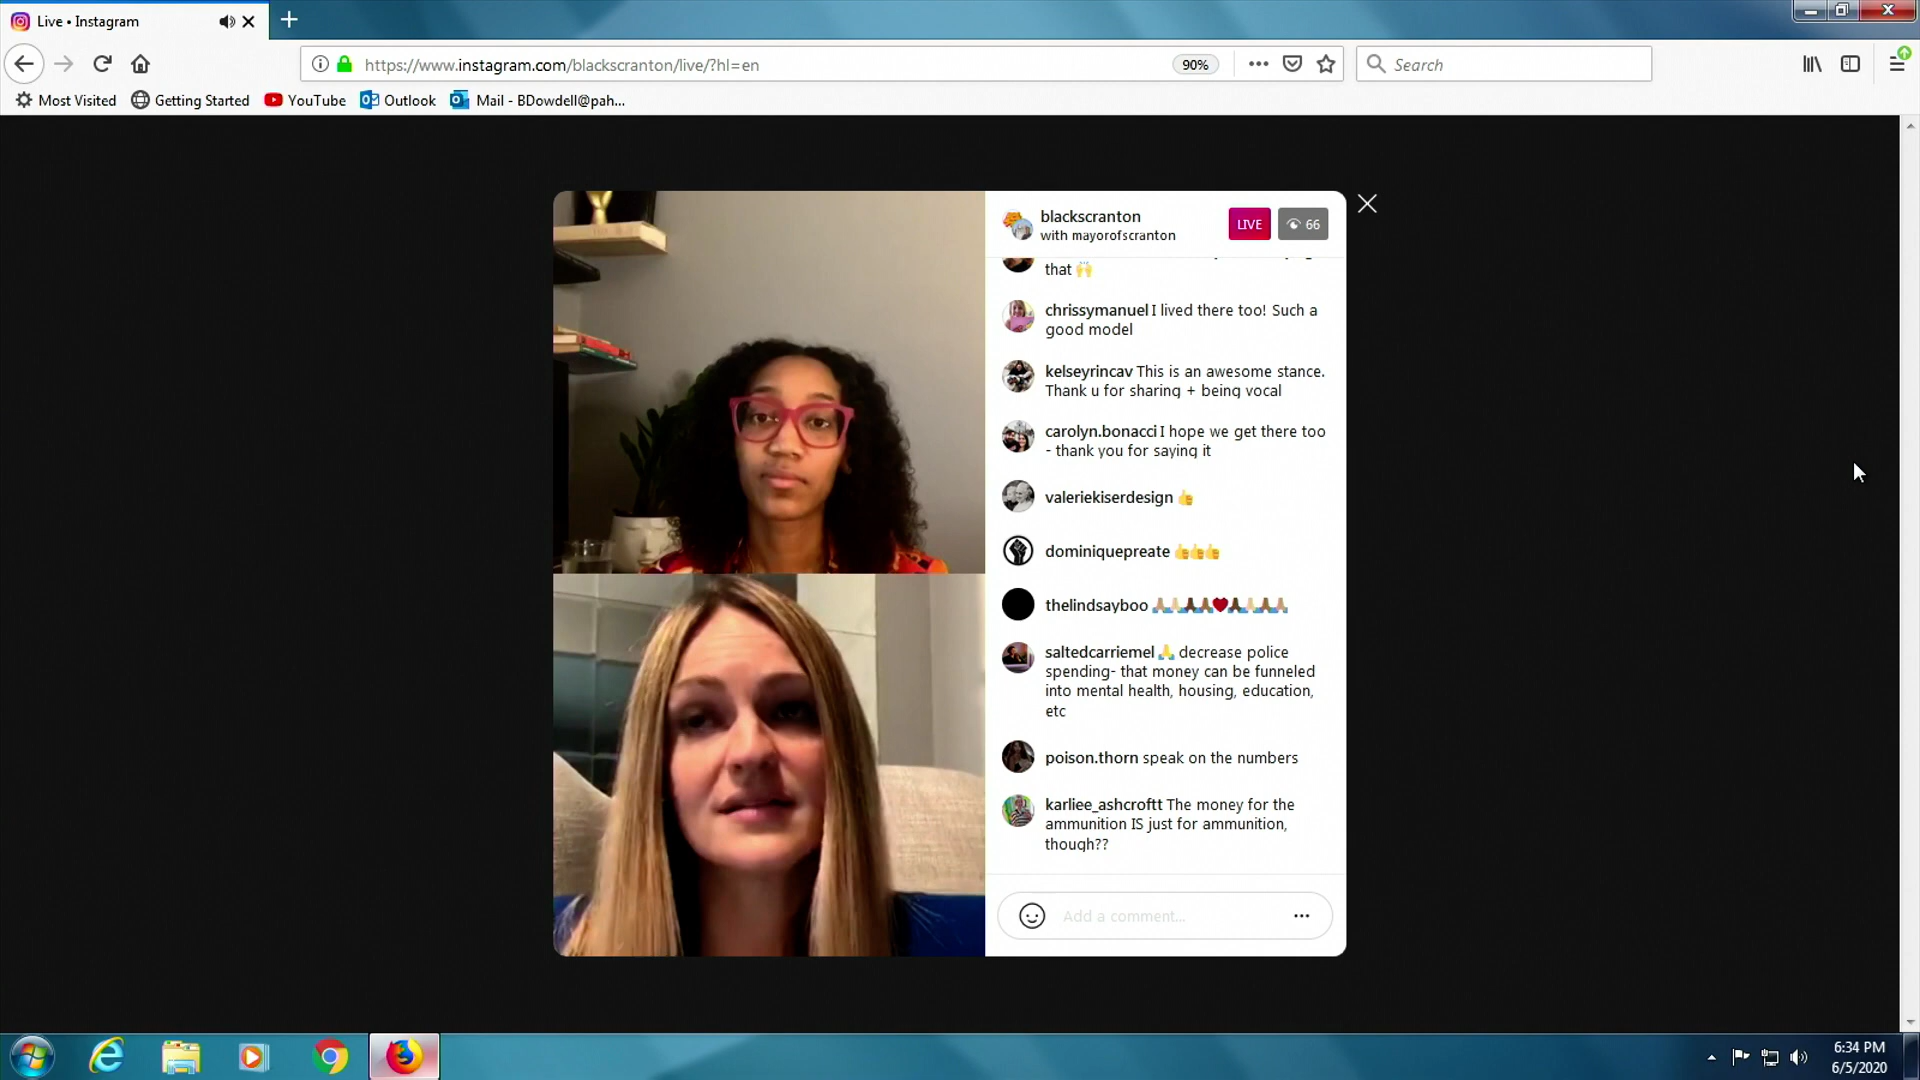 Live • Instagram
https://www.instagram.com/blackscranton/live/?hl=en
90%
Search
Most Visited
Getting Started
YouTube
Outlook
Mail - BDowdell@pah...
blackscranton
with mayorofscranton
LIVE
66
that 🙌
chrissymanuel I lived there too! Such a
good model
kelseyrincav This is an awesome stance.
Thank u for sharing + being vocal
carolyn.bonacci I hope we get there too
- thank you for saying it
valeriekiserdesign 👍
dominiquepreate 👍👍👍
thelindsayboo 🙏🏽🙏🏼🙏🏿🙏🏾❤️🙏🏿🙏🏼🙏🏾🙏🏽
saltedcarriemel 🙏 decrease police
spending- that money can be funneled
into mental health, housing, education,
etc
poison.thorn speak on the numbers
karliee_ashcroftt The money for the
ammunition IS just for ammunition,
though??
Add a comment...
6:34 PM
6/5/2020